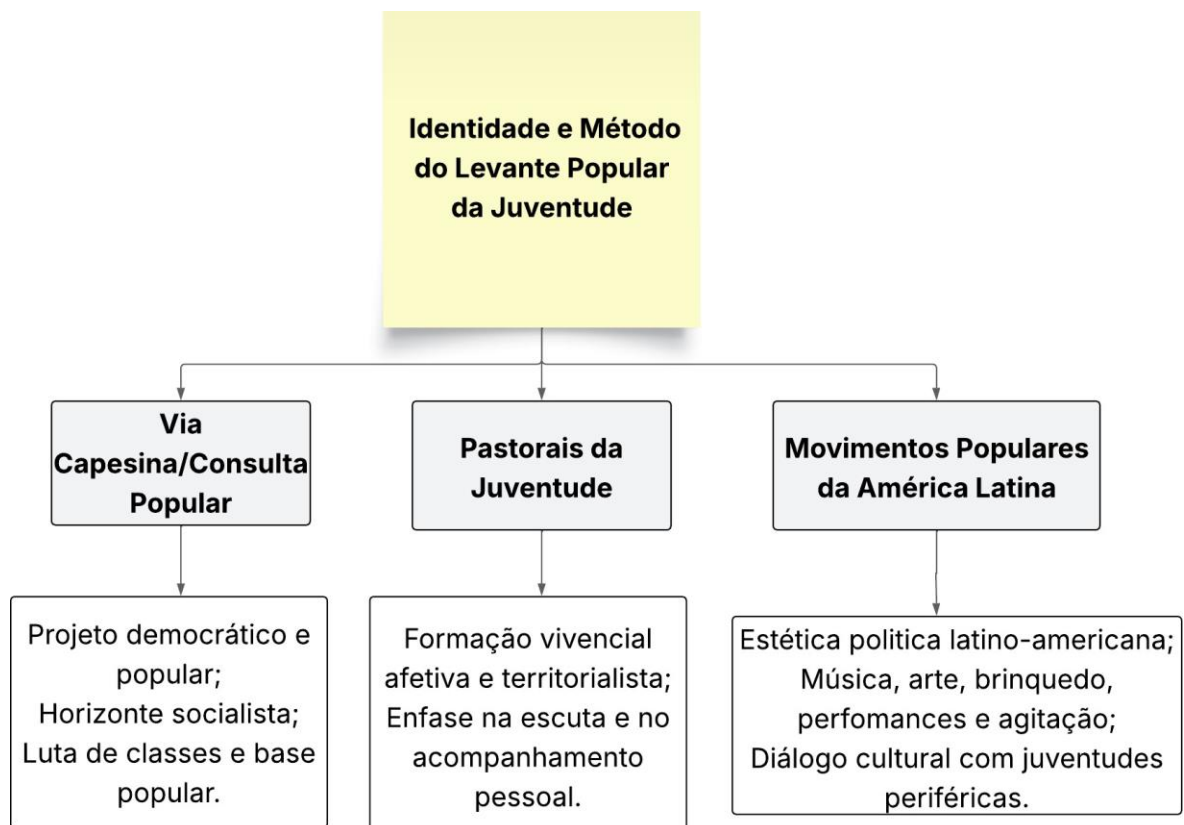 Identidade e Método
do Levante Popular
da Juventude
Via
Capesina/Consulta
Popular
Pastorais da
Juventude
Movimentos Populares
da América Latina
Projeto democrático e
popular;
Horizonte socialista;
Luta de classes e base
popular.
Formação vivencial
afetiva e territorialista;
Enfase na escuta e no
acompanhamento
pessoal.
Estética politica latino-americana;
Música, arte, brinquedo,
perfomances e agitação;
Diálogo cultural com juventudes
periféricas.